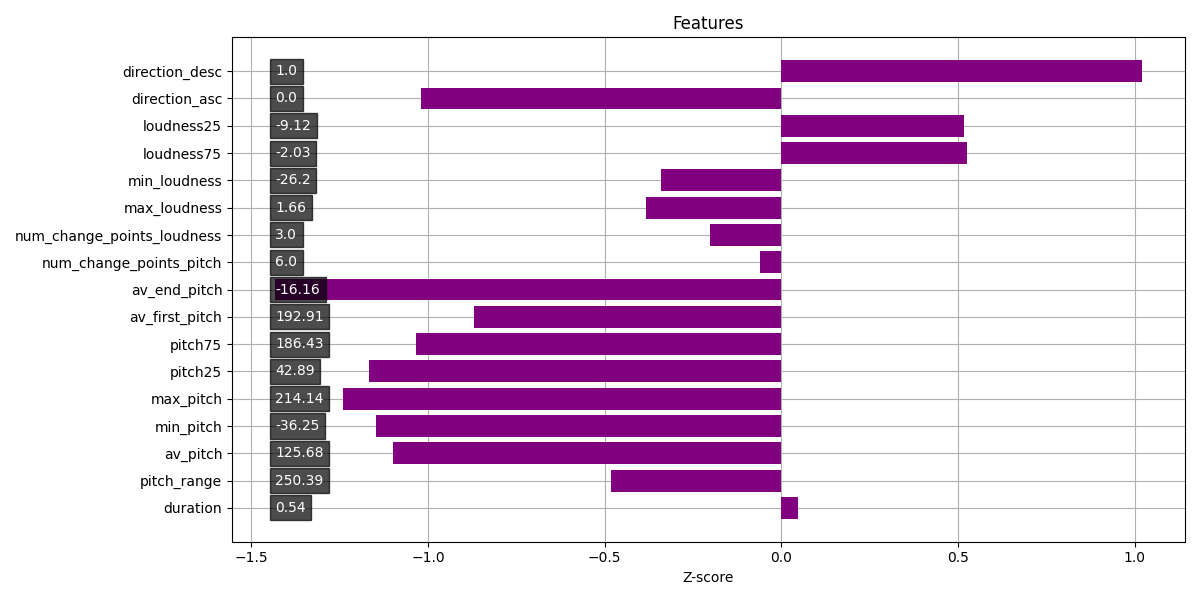 Features
direction_desc 1.0
direction_asc 0.0
loudness25 -9.12
loudness75 -2.03
min_loudness -26.2
max_loudness 1.66
num_change_points_loudness 3.0
num_change_points_pitch 6.0
av_end_pitch -16.16
av_first_pitch 192.91
pitch75 186.43
pitch25 42.89
max_pitch 214.14
min_pitch -36.25
av_pitch 125.68
pitch_range 250.39
duration 0.54
−1.5 −1.0 −0.5 0.0 0.5 1.0
Z-score